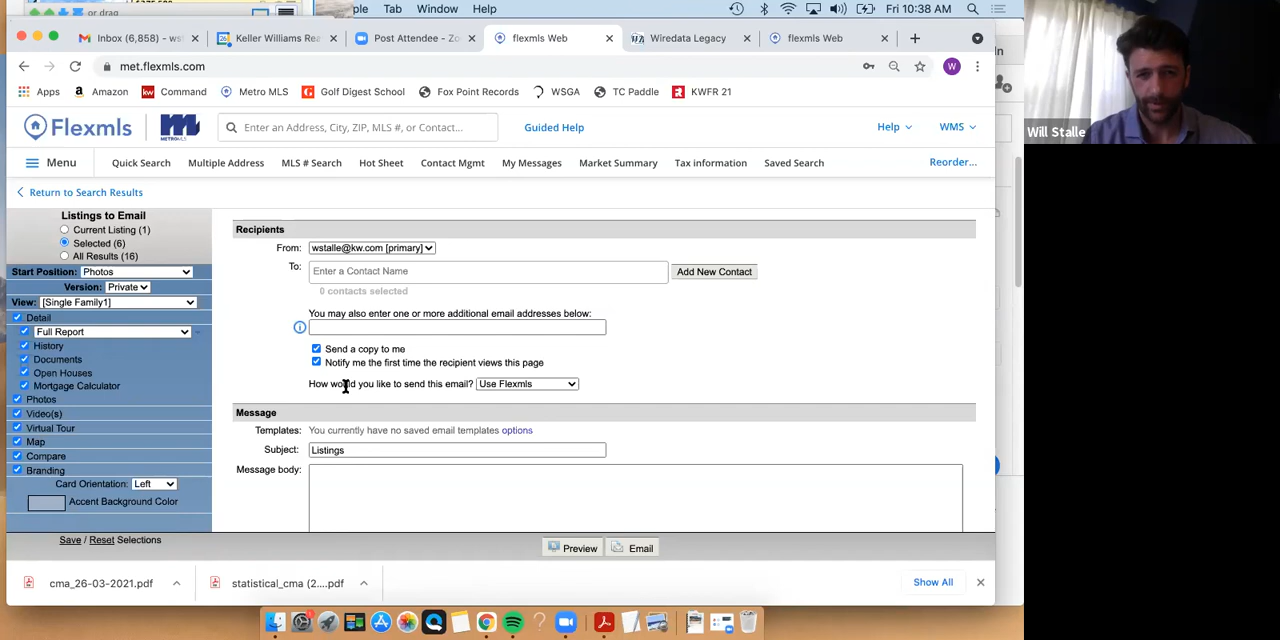 or drag
ple Tab Window Help
Fri 10:38 AM
Inbox (6,858) - ws
Keller Williams Rea
Post Attendee - Zo
flexmls Web
Wiredata Legacy
flexmls Web
met.flexmls.com
W
Apps
Amazon
kw Command
Metro MLS
Golf Digest School
Fox Point Records
WSGA
TC Paddle
KWFR 21
Will Stalle
Flexmls
METROMLS
Enter an Address, City, ZIP, MLS #, or Contact...
Guided Help
Help
WMS
Menu
Quick Search
Multiple Address
MLS # Search
Hot Sheet
Contact Mgmt
My Messages
Market Summary
Tax information
Saved Search
Reorder...
Return to Search Results
Listings to Email
Current Listing (1)
Selected (6)
All Results (16)
Start Position: Photos
Version: Private
View: [Single Family1]
Detail
Full Report
History
Documents
Open Houses
Mortgage Calculator
Photos
Video(s)
Virtual Tour
Map
Compare
Branding
Card Orientation: Left
Accent Background Color
Save / Reset Selections
Recipients
From: wstalle@kw.com [primary]
To: Enter a Contact Name
Add New Contact
0 contacts selected
You may also enter one or more additional email addresses below:
Send a copy to me
Notify me the first time the recipient views this page
How would you like to send this email? Use Flexmls
Message
Templates: You currently have no saved email templates options
Subject: Listings
Message body:
Preview
Email
cma_26-03-2021.pdf
statistical_cma (2....pdf
Show All